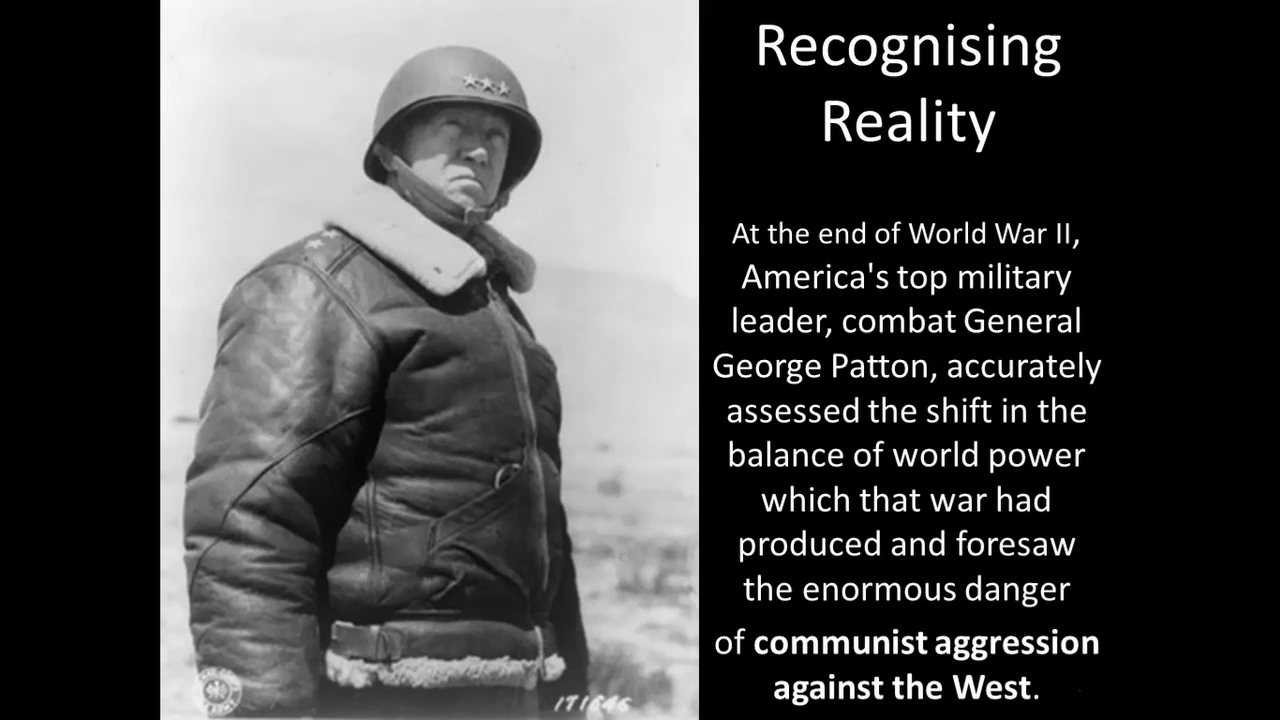 Recognising
Reality
At the end of World War II,
America's top military
leader, combat General
George Patton, accurately
assessed the shift in the
balance of world power
which that war had
produced and foresaw
the enormous danger
of communist aggression
against the West.
171646